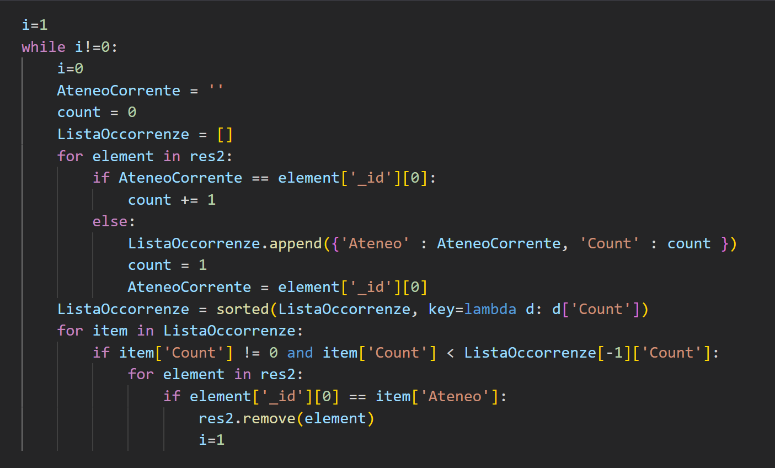 i=1
while i!=0:
    i=0
    AteneoCorrente = ''
    count = 0
    ListaOccorrenze = []
    for element in res2:
        if AteneoCorrente == element['_id'][0]:
            count += 1
        else:
            ListaOccorrenze.append({'Ateneo' : AteneoCorrente, 'Count' : count })
            count = 1
            AteneoCorrente = element['_id'][0]
    ListaOccorrenze = sorted(ListaOccorrenze, key=lambda d: d['Count'])
    for item in ListaOccorrenze:
        if item['Count'] != 0 and item['Count'] < ListaOccorrenze[-1]['Count']:
            for element in res2:
                if element['_id'][0] == item['Ateneo']:
                    res2.remove(element)
                    i=1